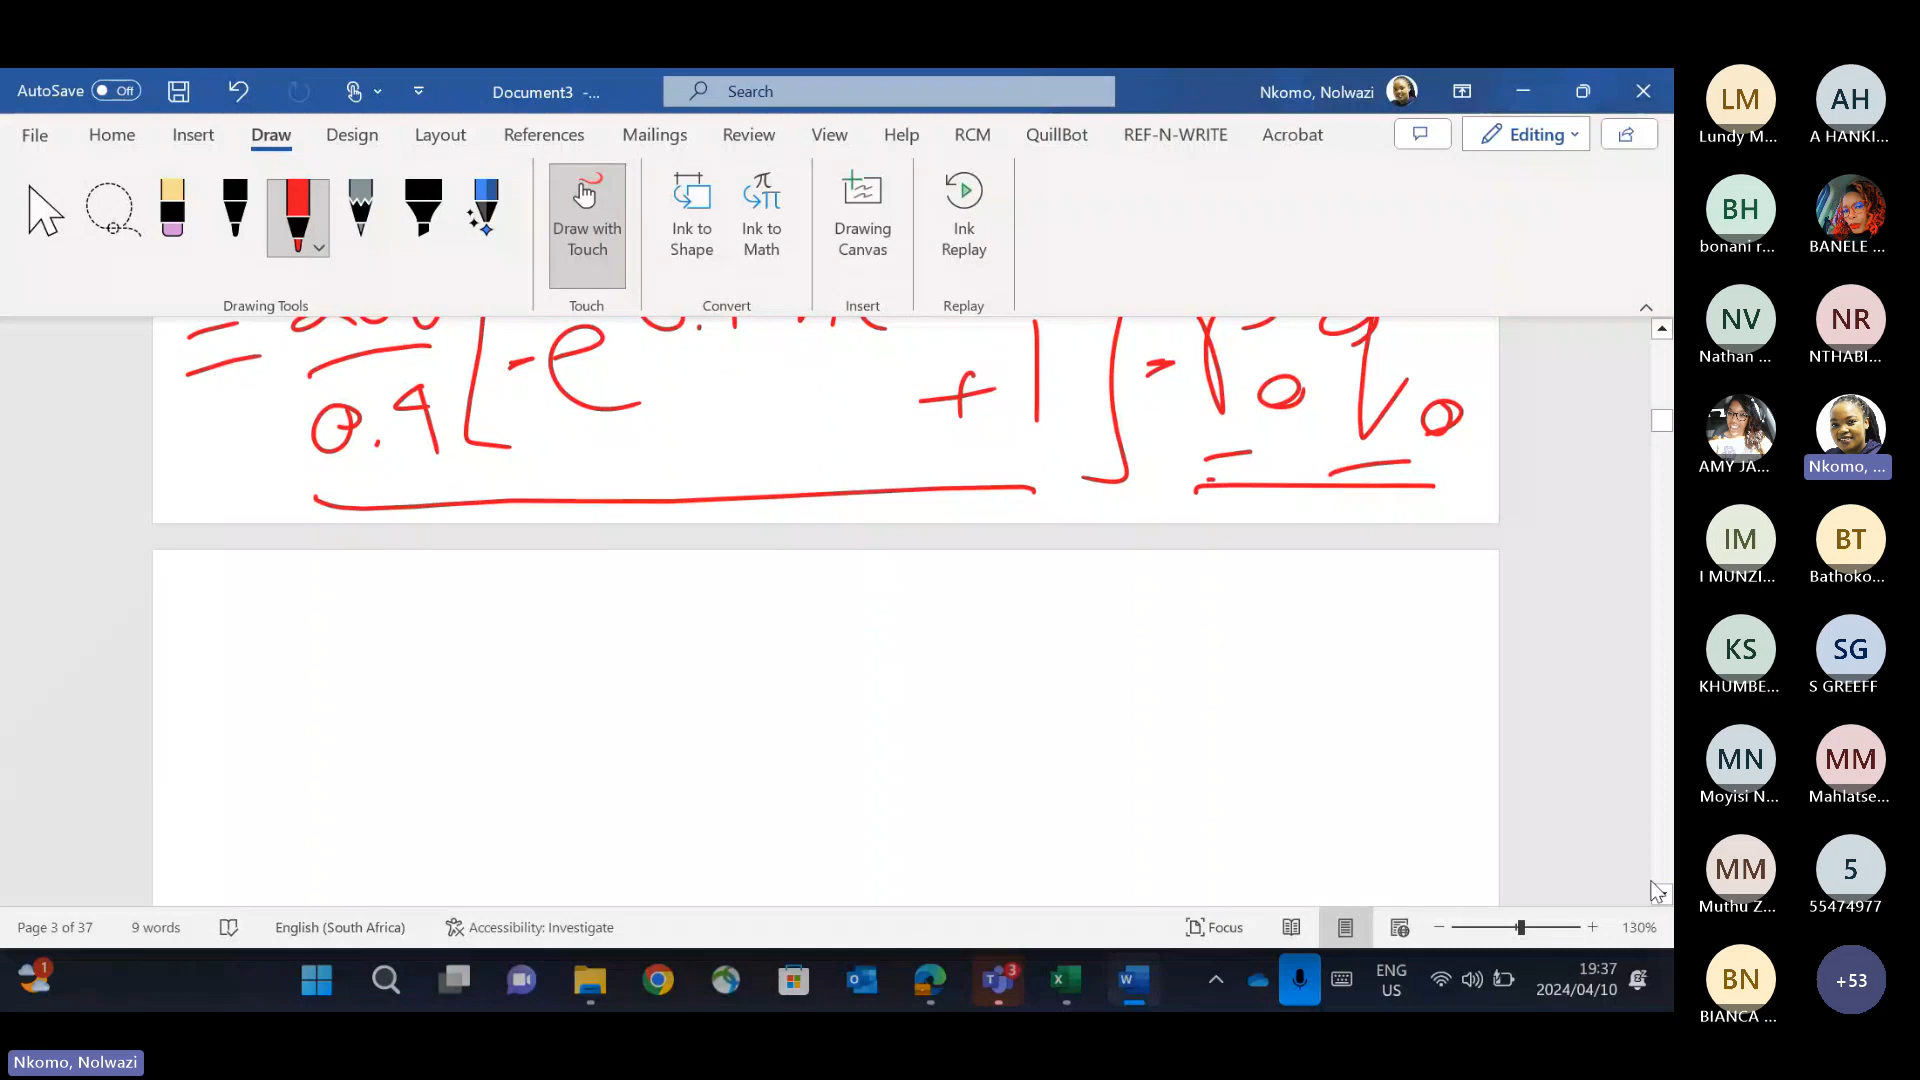 AutoSave Off Document3 -... Search Nkomo, Nolwazi
File Home Insert Draw Design Layout References Mailings Review View Help RCM QuillBot REF-N-WRITE Acrobat Editing
Draw with Touch
Ink to Shape
Ink to Math
Drawing Canvas
Ink Replay
Drawing Tools Touch Convert Insert Replay
= [-e + 1] - p₀ q₀
0.4
Page 3 of 37 9 words English (South Africa) Accessibility: Investigate Focus 130%
1 3 ENG US 19:37 2024/04/10
Nkomo, Nolwazi
LM AH
Lundy M... A HANKI...
BH
bonani r... BANELE ...
NV NR
Nathan ... NTHABI...
AMY JA... Nkomo, ...
IM BT
I MUNZI... Bathoko...
KS SG
KHUMBE... S GREEFF
MN MM
Moyisi N... Mahlatse...
MM 5
Muthu Z... 55474977
BN +53
BIANCA ...